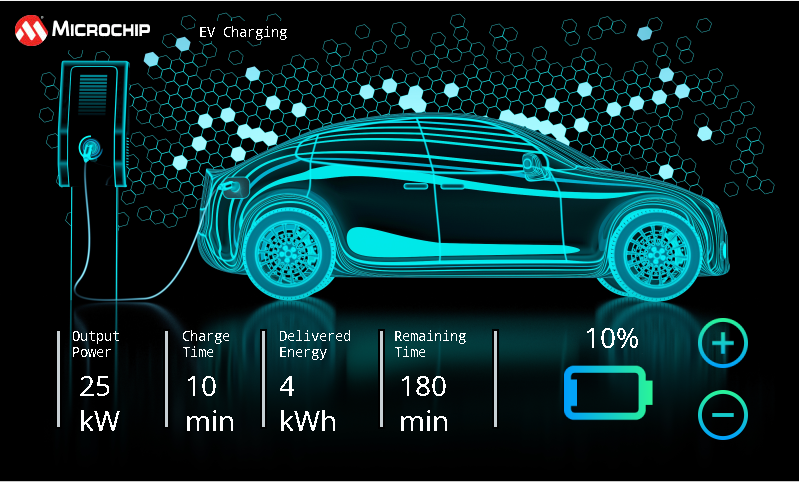 MICROCHIP
EV Charging
Output
Power
25
kW
Charge
Time
10
min
Delivered
Energy
4
kWh
Remaining
Time
180
min
10%